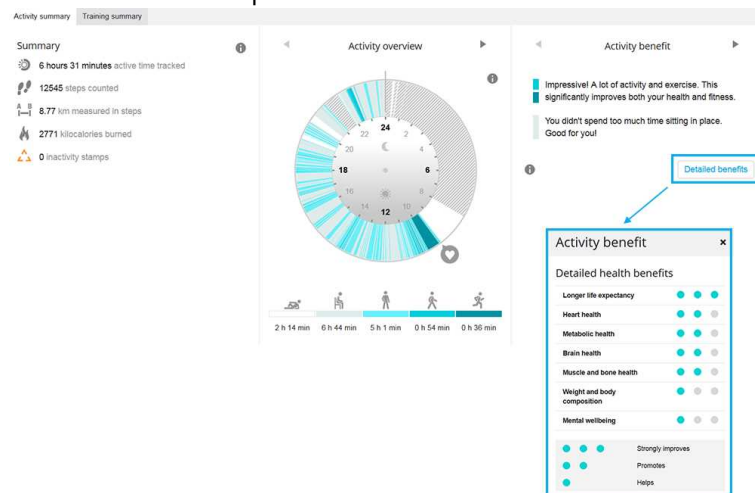 Activity summary Training summary
Summary
6 hours 31 minutes active time tracked
12545 steps counted
A B
8.77 km measured in steps
2771 kilocalories burned
0 inactivity stamps
Activity overview
24
22 2
20 4
18 6
16 8
14 10
12
2 h 14 min 6 h 44 min 5 h 1 min 0 h 54 min 0 h 36 min
Activity benefit
Impressive! A lot of activity and exercise. This
significantly improves both your health and fitness.
You didn't spend too much time sitting in place.
Good for you!
Detailed benefits
Activity benefit ×
Detailed health benefits
Longer life expectancy
Heart health
Metabolic health
Brain health
Muscle and bone health
Weight and body
composition
Mental wellbeing
Strongly improves
Promotes
Helps